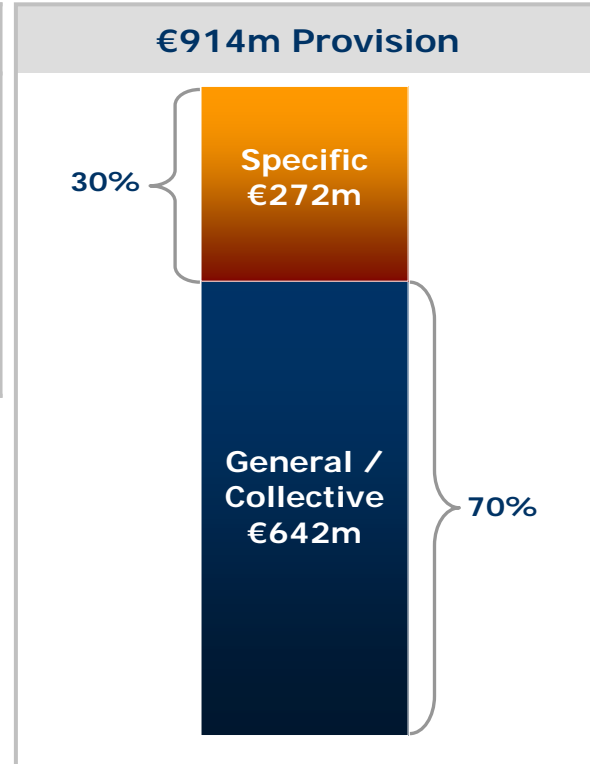 €914m Provision
Specific
€272m
30%
General /
Collective
€642m
70%